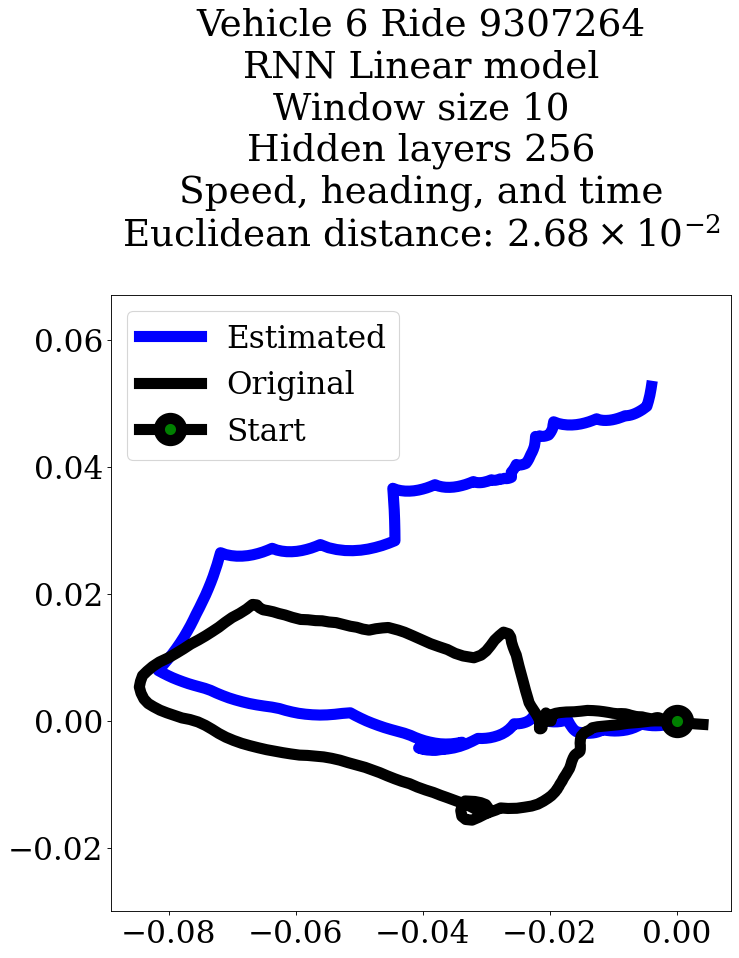 Vehicle 6 Ride 9307264
RNN Linear model
Window size 10
Hidden layers 256
Speed, heading, and time
Euclidean distance: 2.68 × 10⁻²
Estimated
Original
Start
0.06
0.04
0.02
0.00
−0.02
−0.08 −0.06 −0.04 −0.02 0.00